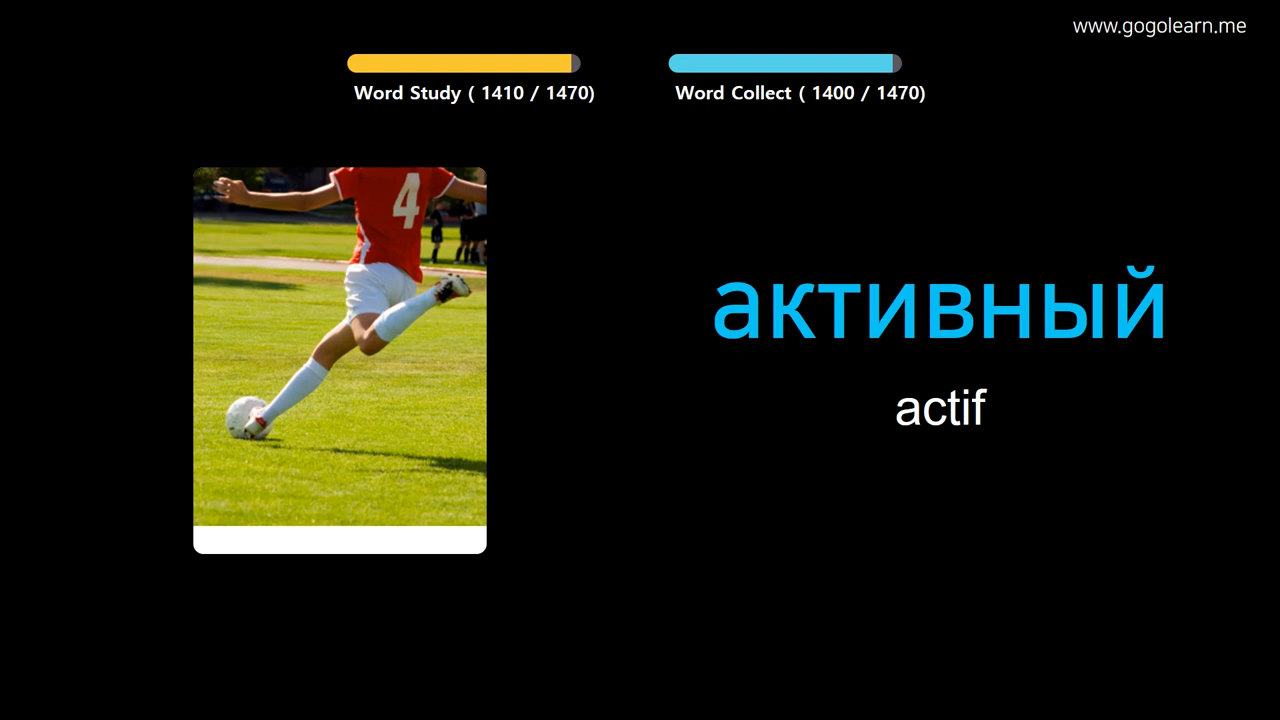 www.gogolearn.me
Word Study ( 1410 / 1470)
Word Collect ( 1400 / 1470)
4
активный
actif